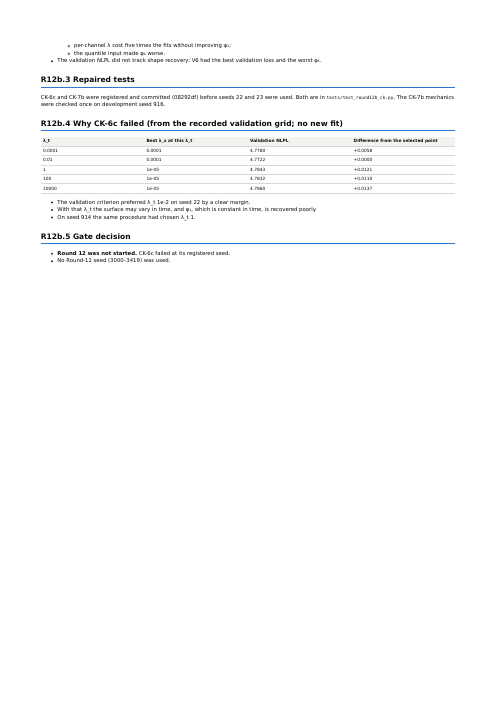 per-channel λ cost five times the fits without improving φ₀;
the quantile input made φ₀ worse.
The validation NLPL did not track shape recovery: V6 had the best validation loss and the worst φ₀.
R12b.3 Repaired tests
CK-6c and CK-7b were registered and committed (08292df) before seeds 22 and 23 were used. Both are in tests/test_round12b_ck.py. The CK-7b mechanics
were checked once on development seed 916.
R12b.4 Why CK-6c failed (from the recorded validation grid; no new fit)
λ_t Best λ_x at this λ_t Validation NLPL Difference from the selected point
0.0001 0.0001 4.7780 +0.0058
0.01 0.0001 4.7722 +0.0000
1 1e-05 4.7843 +0.0121
100 1e-05 4.7832 +0.0110
10000 1e-05 4.7860 +0.0137
The validation criterion preferred λ_t 1e-2 on seed 22 by a clear margin.
With that λ_t the surface may vary in time, and φ₀, which is constant in time, is recovered poorly.
On seed 914 the same procedure had chosen λ_t 1.
R12b.5 Gate decision
Round 12 was not started. CK-6c failed at its registered seed.
No Round-12 seed (3000–3419) was used.